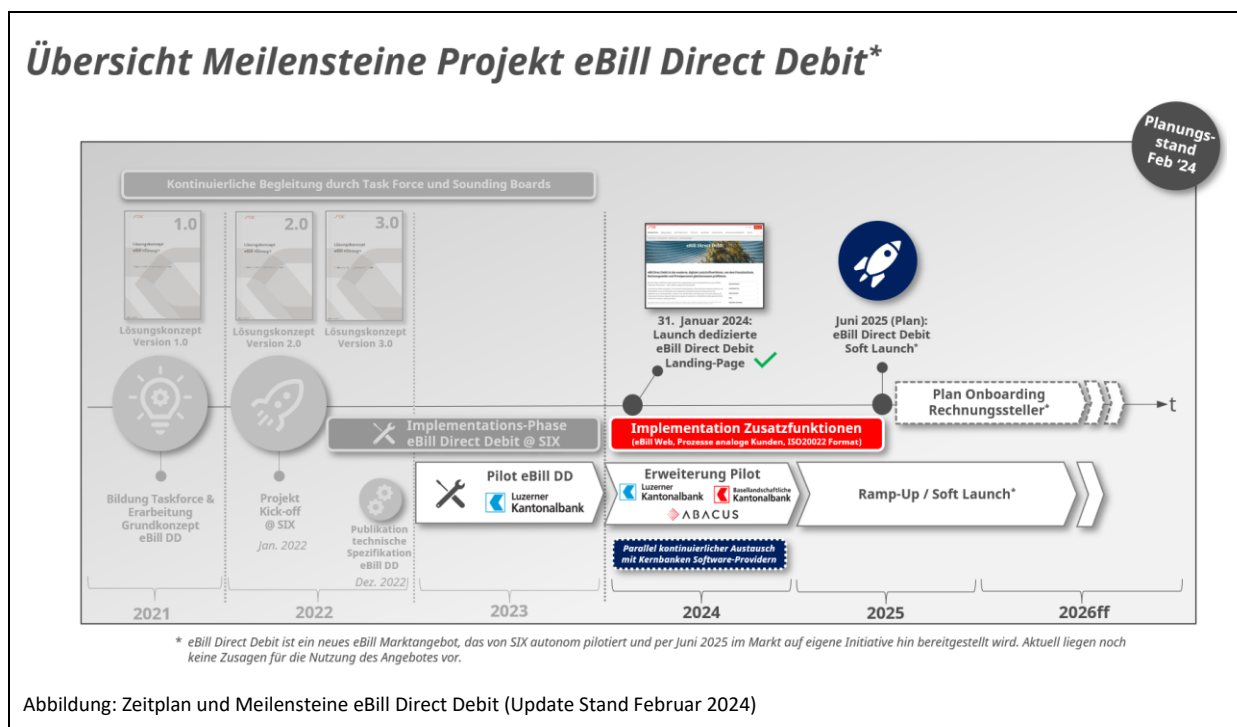 Übersicht Meilensteine Projekt eBill Direct Debit*
Planungs-
stand
Feb ‘24
Kontinuierliche Begleitung durch Task Force und Sounding Boards
1.0
2.0
3.0
Lösungskonzept
Lösungskonzept
Lösungskonzept
Lösungskonzept
Version 1.0
Lösungskonzept
Version 2.0
Lösungskonzept
Version 3.0
eBill Direct Debit
31. Januar 2024:
Launch dedizierte
eBill Direct Debit
Landing-Page
Juni 2025 (Plan):
eBill Direct Debit
Soft Launch*
Plan Onboarding
Rechnungssteller*
t
Implementations-Phase
eBill Direct Debit @ SIX
Implementation Zusatzfunktionen
(eBill Web, Prozesse analoge Kunden, ISO20022 Format)
Bildung Taskforce &
Erarbeitung
Grundkonzept
eBill DD
Projekt
Kick-off
@ SIX
Jan. 2022
Publikation
technische
Spezifikation
eBill DD
Dez. 2022
Pilot eBill DD
Luzerner
Kantonalbank
Erweiterung Pilot
Luzerner
Kantonalbank
Basellandschaftliche
Kantonalbank
ABACUS
Ramp-Up / Soft Launch*
Parallel kontinuierlicher Austausch
mit Kernbanken Software-Providern
2021
2022
2023
2024
2025
2026ff
* eBill Direct Debit ist ein neues eBill Marktangebot, das von SIX autonom pilotiert und per Juni 2025 im Markt auf eigene Initiative hin bereitgestellt wird. Aktuell liegen noch
keine Zusagen für die Nutzung des Angebotes vor.
Abbildung: Zeitplan und Meilensteine eBill Direct Debit (Update Stand Februar 2024)